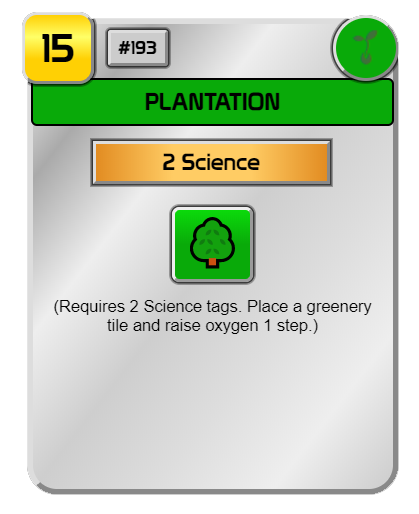 15
#193
PLANTATION
2 Science
(Requires 2 Science tags. Place a greenery
tile and raise oxygen 1 step.)